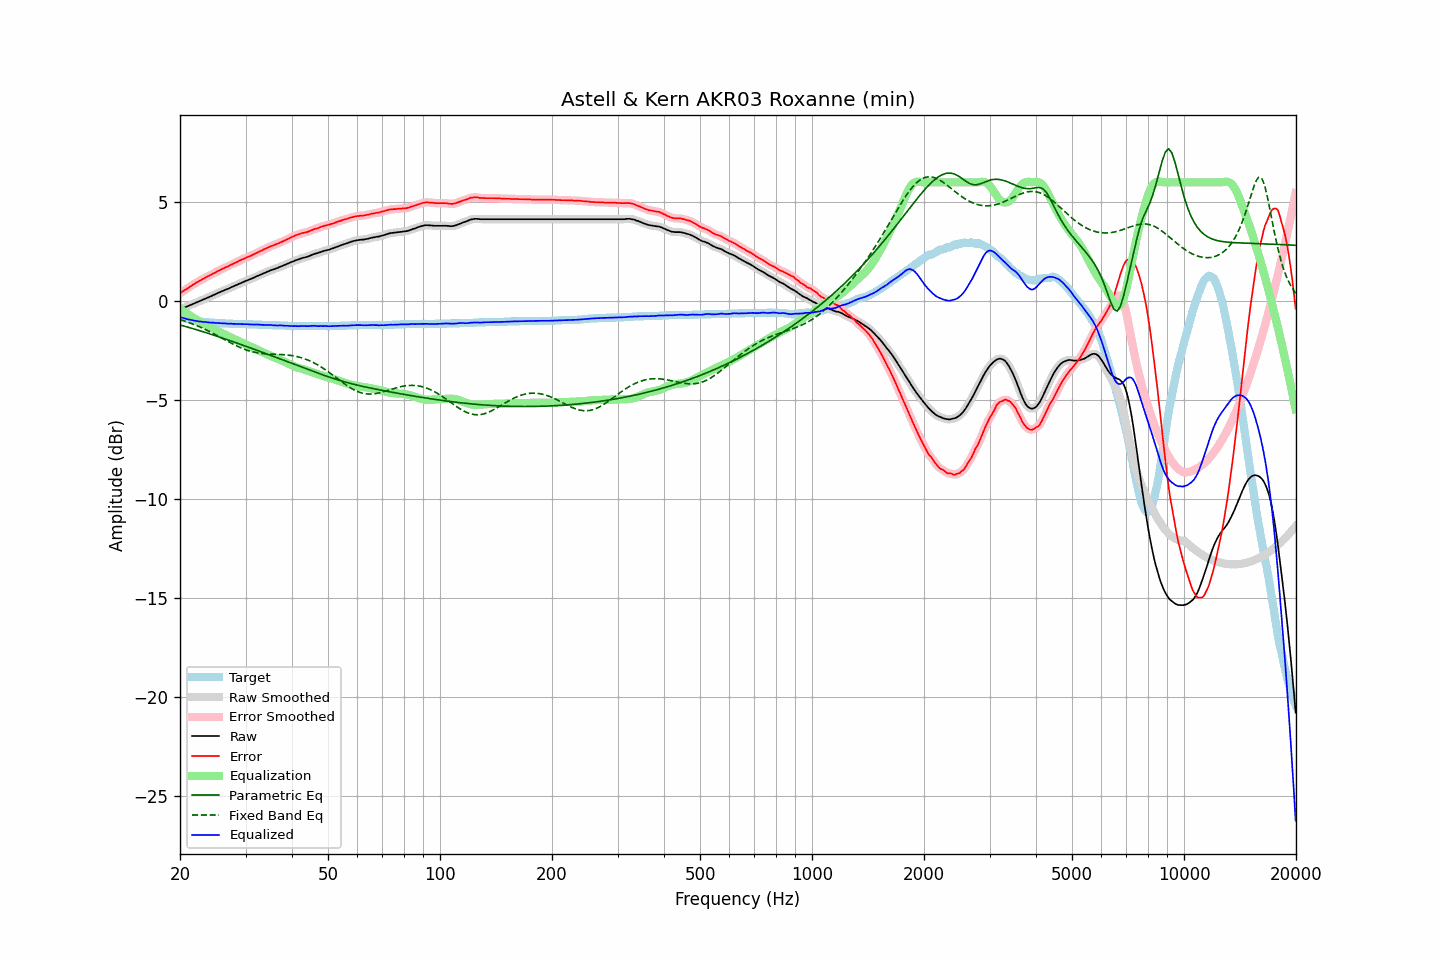 Astell & Kern AKR03 Roxanne (min)
Amplitude (dBr)
5
0
−5
−10
−15
−20
−25
Target
Raw Smoothed
Error Smoothed
Raw
Error
Equalization
Parametric Eq
Fixed Band Eq
Equalized
20 50 100 200 500 1000 2000 5000 10000 20000
Frequency (Hz)